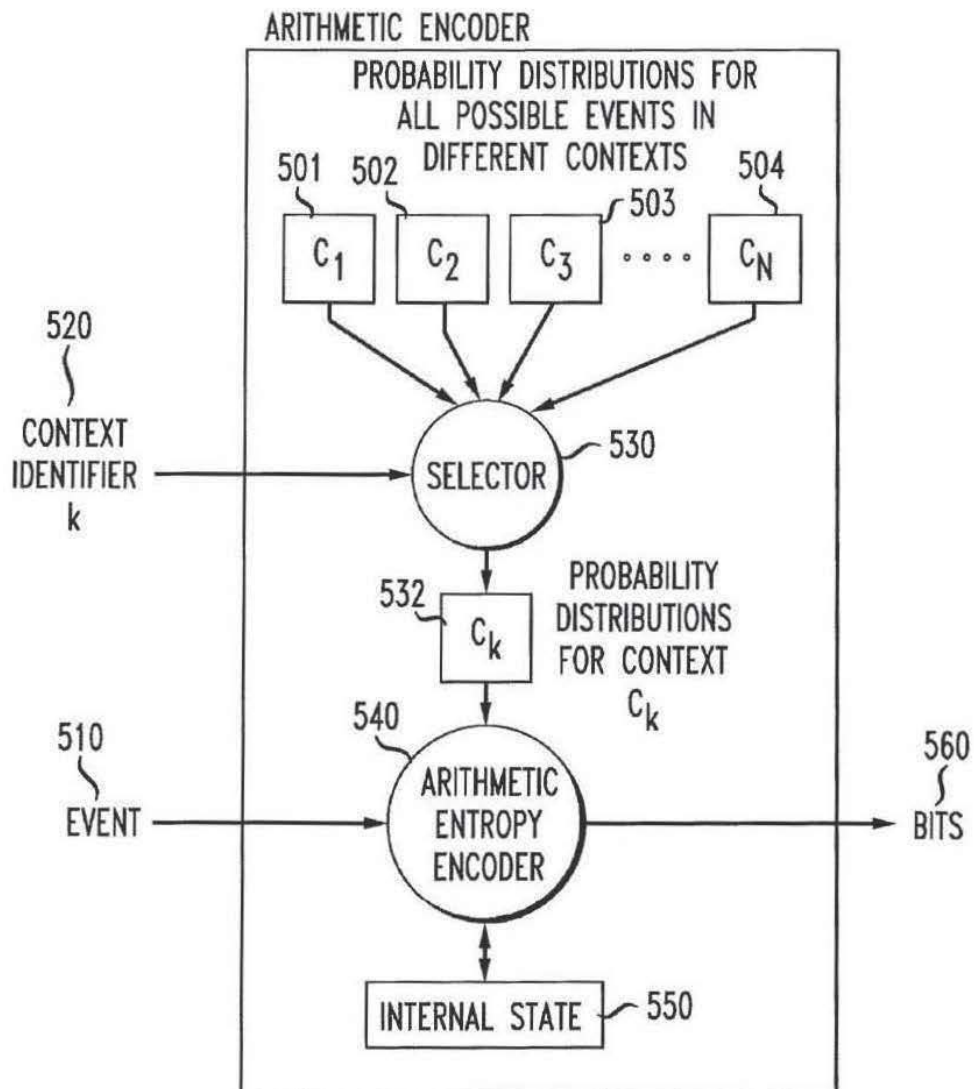 ARITHMETIC ENCODER
PROBABILITY DISTRIBUTIONS FOR
ALL POSSIBLE EVENTS IN
DIFFERENT CONTEXTS
501
502
503
504
C1
C2
C3
CN
520
CONTEXT
IDENTIFIER
k
SELECTOR
530
532
Ck
PROBABILITY
DISTRIBUTIONS
FOR CONTEXT
Ck
510
EVENT
540
ARITHMETIC
ENTROPY
ENCODER
560
BITS
INTERNAL STATE
550